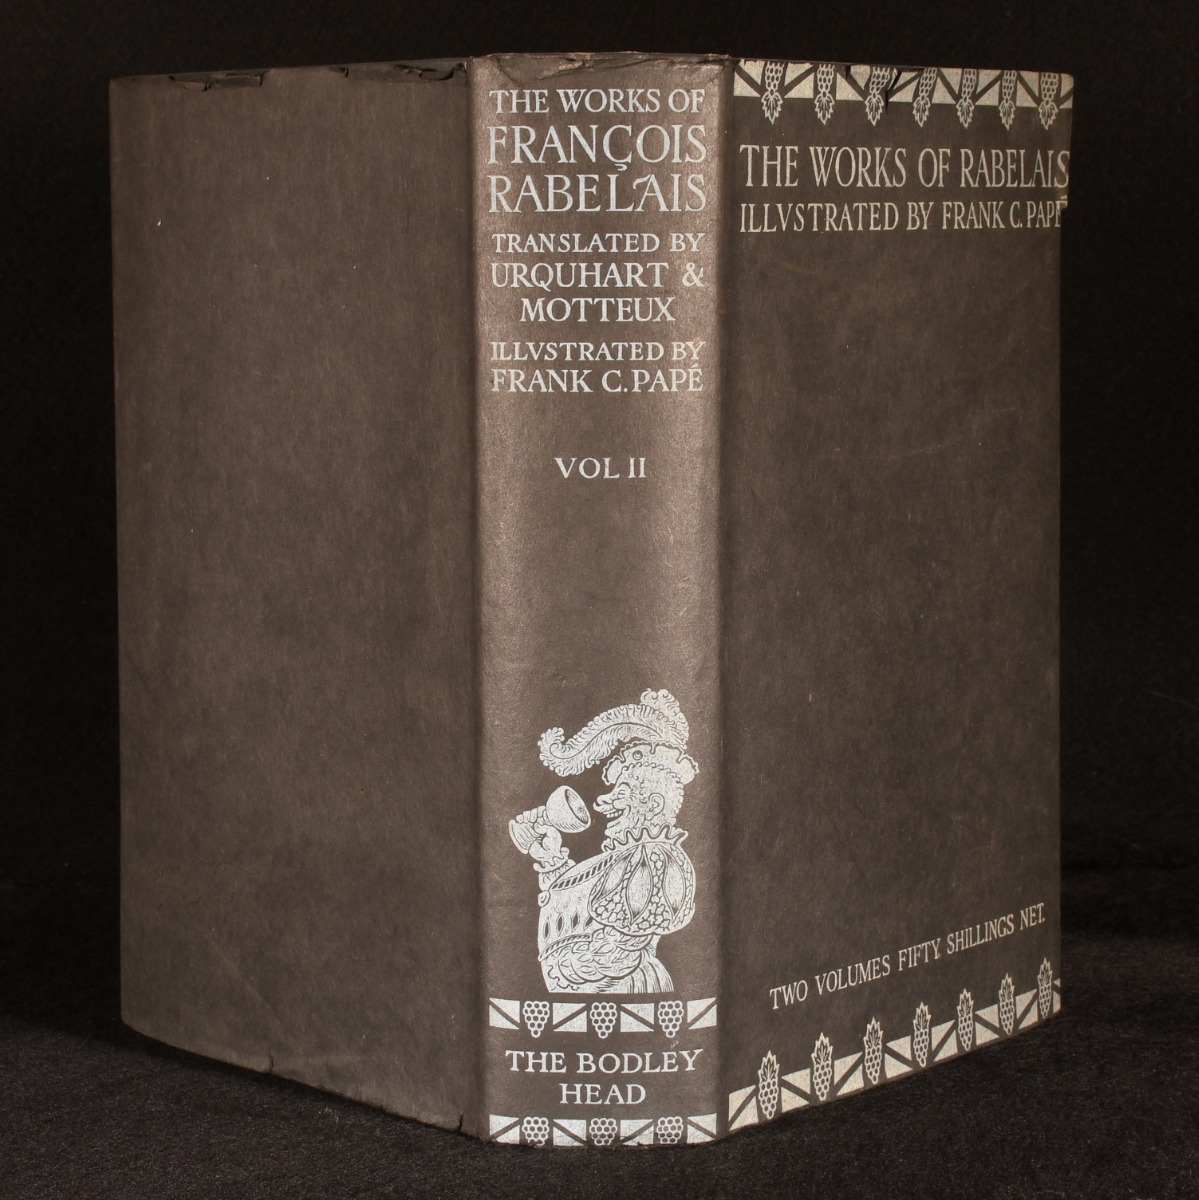 THE WORKS OF
FRANÇOIS
RABELAIS
TRANSLATED BY
URQUHART &
MOTTEUX
ILLVSTRATED BY
FRANK C. PAPÉ
VOL II
THE BODLEY
HEAD
THE WORKS OF RABELAIS
ILLVSTRATED BY FRANK C. PAPÉ
TWO VOLUMES FIFTY SHILLINGS NET.